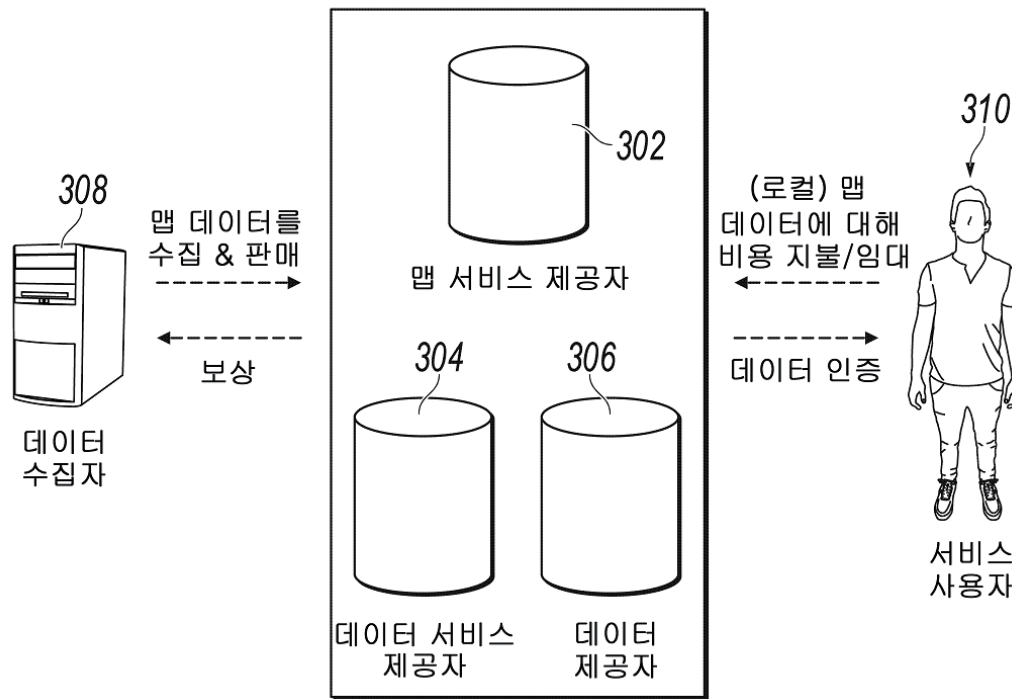 308
맵 데이터를
수집 & 판매
보상
데이터
수집자
302
맵 서비스 제공자
304
306
데이터 서비스
제공자
데이터
제공자
310
(로컬) 맵
데이터에 대해
비용 지불/임대
데이터 인증
서비스
사용자